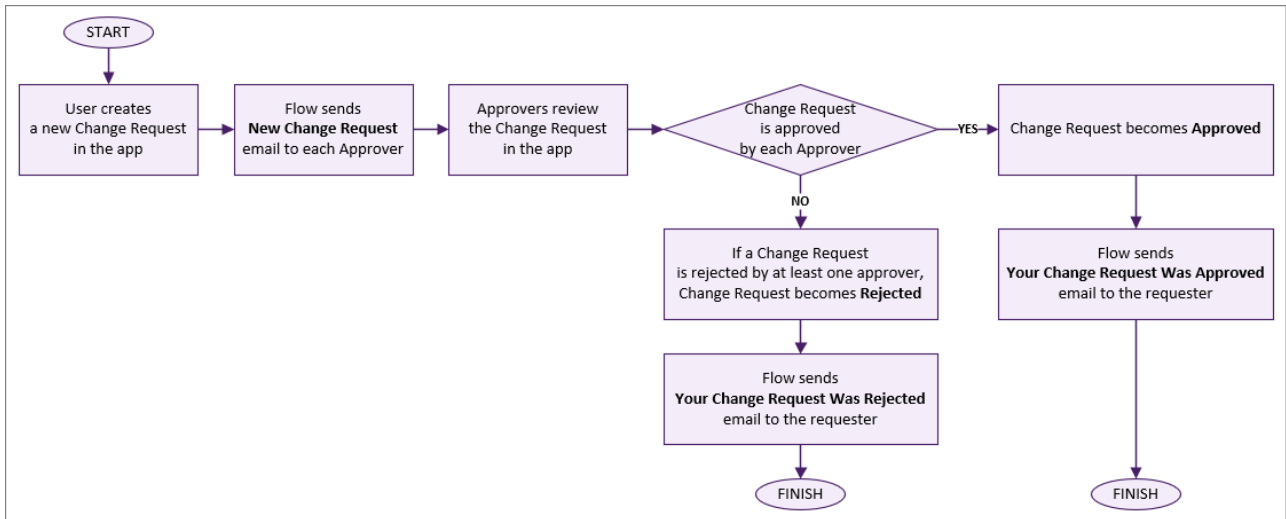 START
User creates
a new Change Request
in the app
Flow sends
New Change Request
email to each Approver
Approvers review
the Change Request
in the app
Change Request
is approved
by each Approver
YES
Change Request becomes Approved
NO
If a Change Request
is rejected by at least one approver,
Change Request becomes Rejected
Flow sends
Your Change Request Was Approved
email to the requester
Flow sends
Your Change Request Was Rejected
email to the requester
FINISH
FINISH